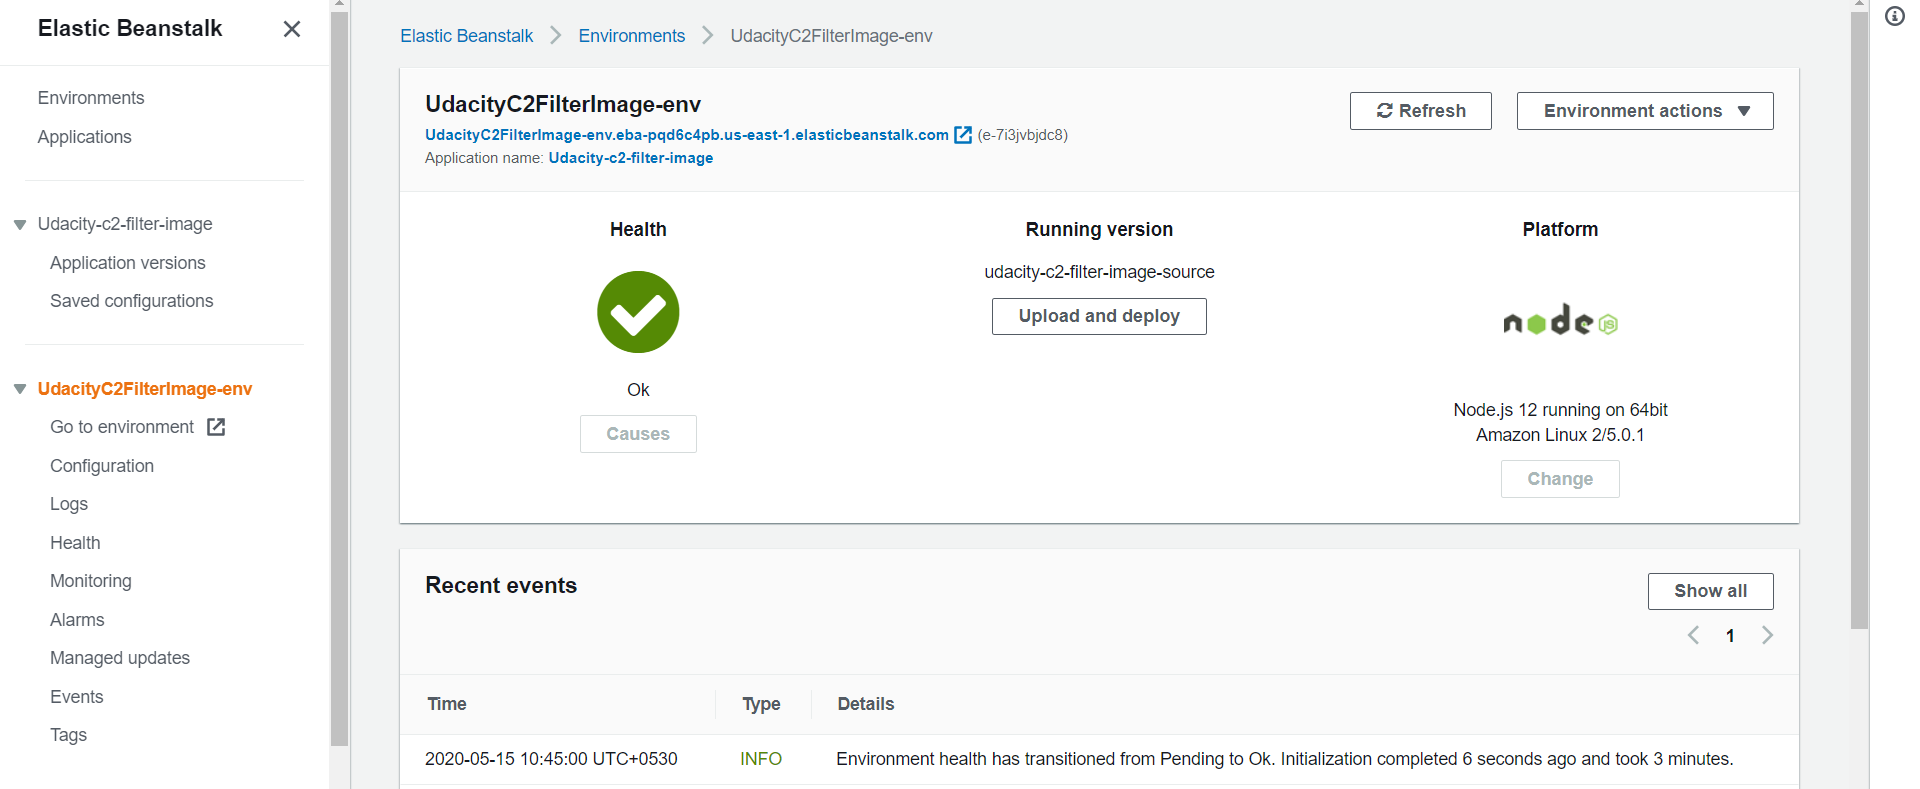 Elastic Beanstalk
Environments
Applications
Udacity-c2-filter-image
Application versions
Saved configurations
UdacityC2FilterImage-env
Go to environment
Configuration
Logs
Health
Monitoring
Alarms
Managed updates
Events
Tags
Elastic Beanstalk > Environments > UdacityC2FilterImage-env
UdacityC2FilterImage-env
UdacityC2FilterImage-env.eba-pqd6c4pb.us-east-1.elasticbeanstalk.com (e-7i3jvbjdc8)
Application name: Udacity-c2-filter-image
Refresh
Environment actions
Health
Ok
Causes
Running version
udacity-c2-filter-image-source
Upload and deploy
Platform
node JS
Node.js 12 running on 64bit
Amazon Linux 2/5.0.1
Change
Recent events
Show all
< 1 >
Time Type Details
2020-05-15 10:45:00 UTC+0530 INFO Environment health has transitioned from Pending to Ok. Initialization completed 6 seconds ago and took 3 minutes.